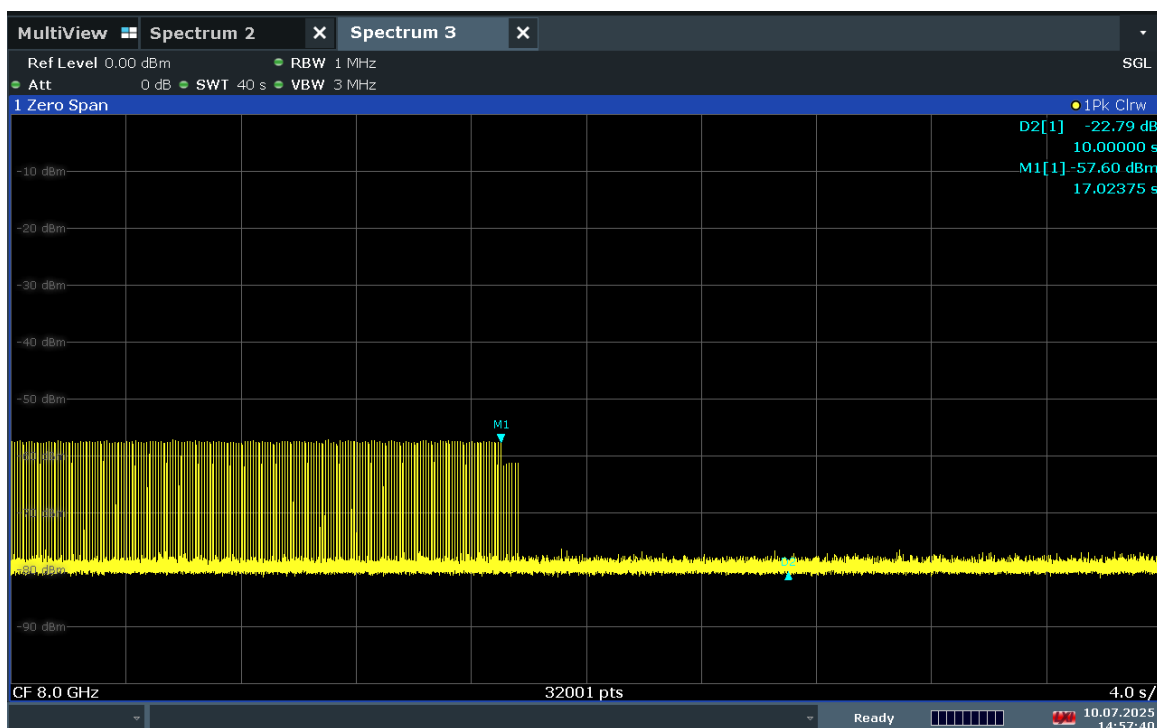 MultiView Spectrum 2 X Spectrum 3 X
Ref Level 0.00 dBm RBW 1 MHz SGL
Att 0 dB SWT 40 s VBW 3 MHz
1 Zero Span 1Pk Clrw
D2[1] -22.79 dB
10.00000 s
M1[1] -57.60 dBm
17.02375 s
-10 dBm
-20 dBm
-30 dBm
-40 dBm
-50 dBm
M1
-80 dBm
D2
-90 dBm
CF 8.0 GHz 32001 pts 4.0 s/
Ready 10.07.2025
14:57:40